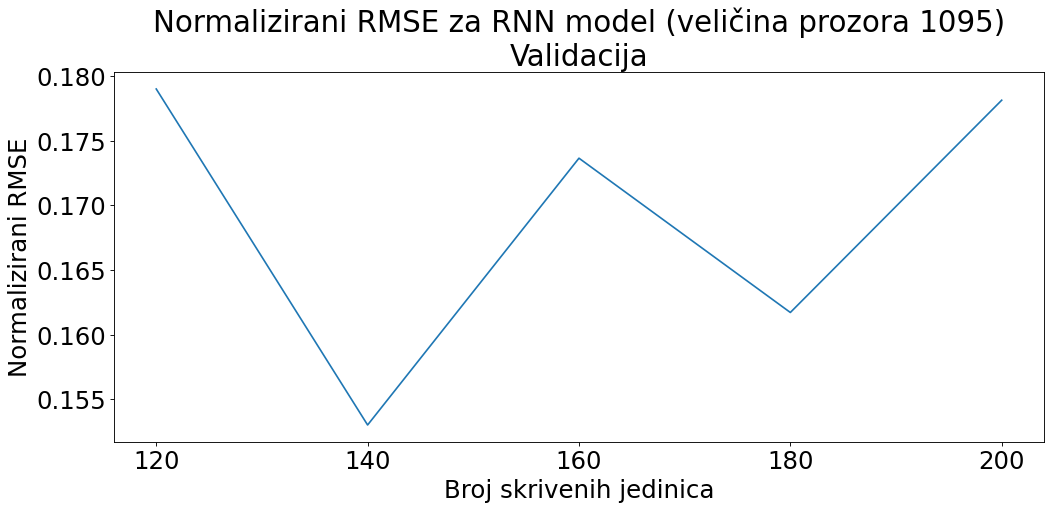 Normalizirani RMSE za RNN model (veličina prozora 1095)
Validacija
Normalizirani RMSE
0.180
0.175
0.170
0.165
0.160
0.155
120 140 160 180 200
Broj skrivenih jedinica